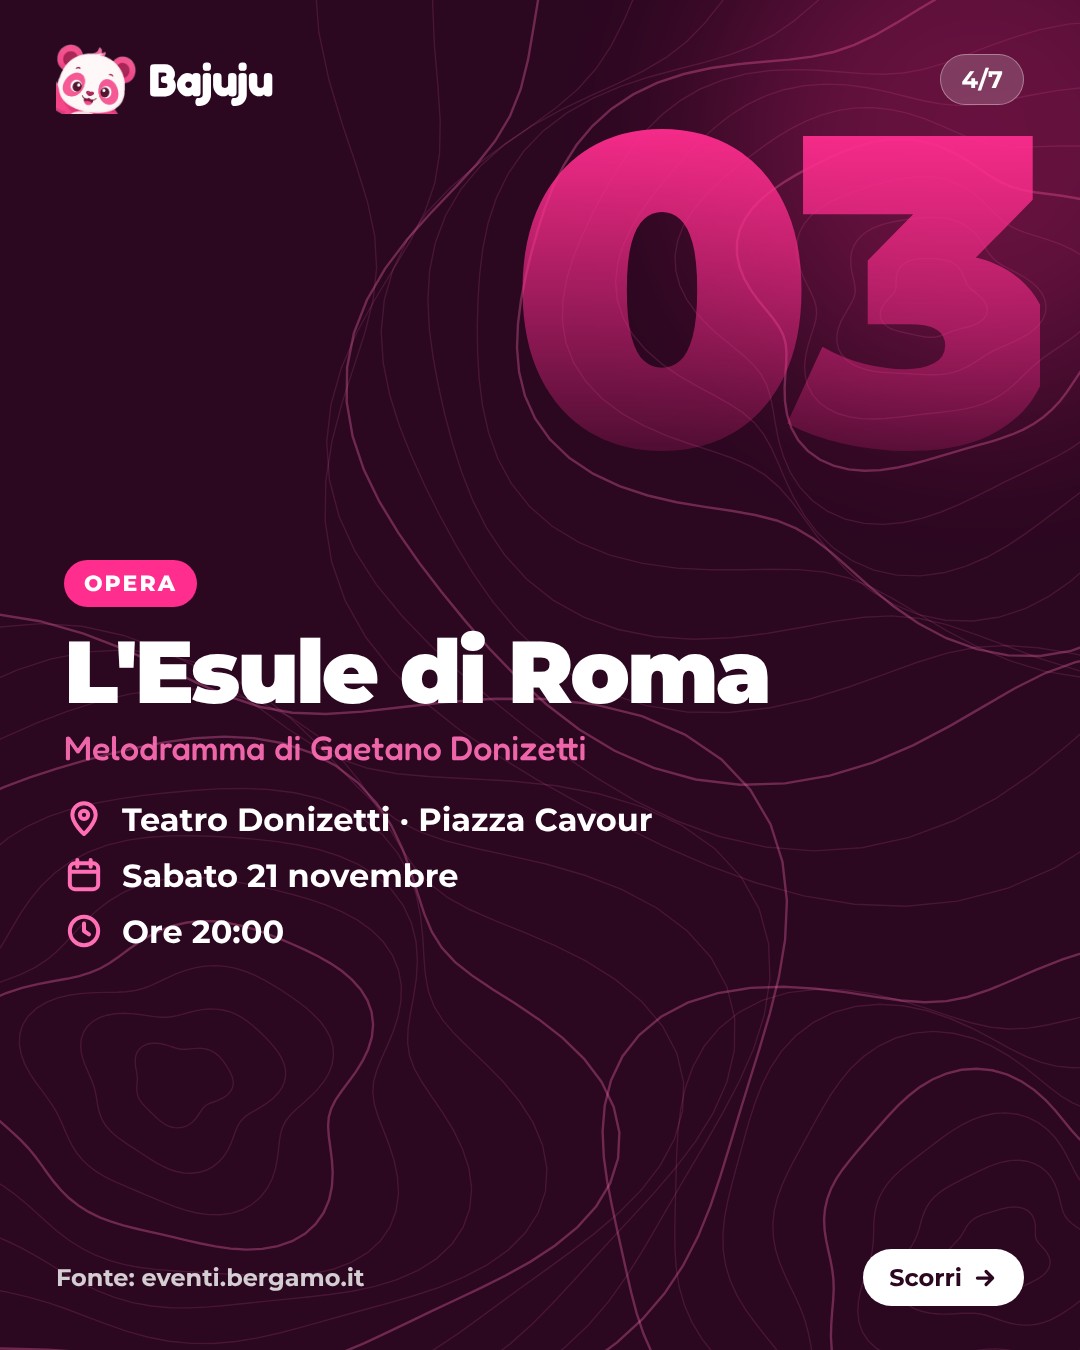 Bajuju
4/7
03
OPERA
L'Esule di Roma
Melodramma di Gaetano Donizetti
Teatro Donizetti · Piazza Cavour
Sabato 21 novembre
Ore 20:00
Fonte: eventi.bergamo.it
Scorri →